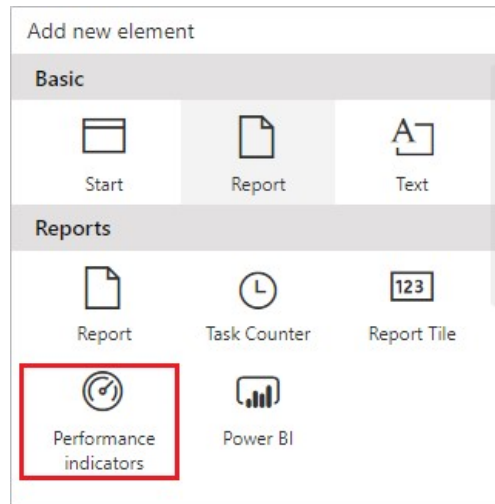 Add new element
Basic
Start
Report
Text
Reports
Report
Task Counter
123
Report Tile
Performance
indicators
Power BI